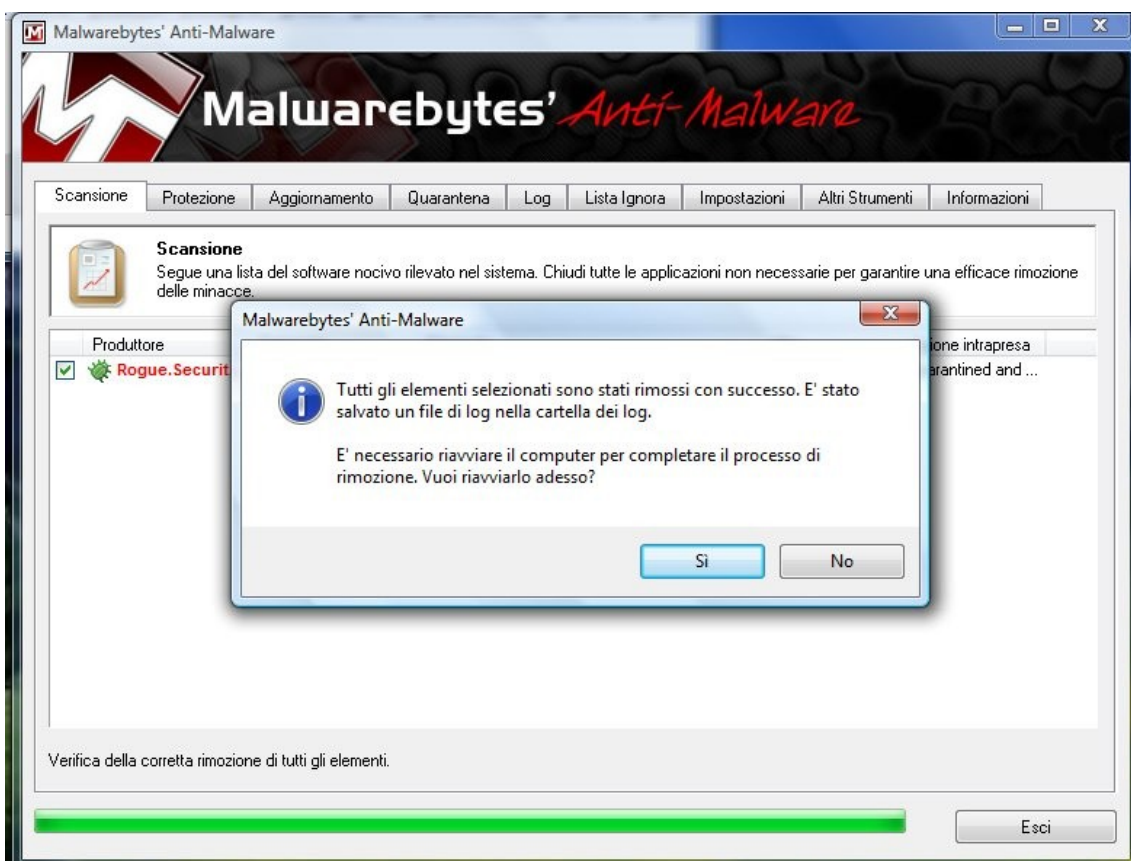 Malwarebytes' Anti-Malware
Malwarebytes' Anti-Malware
Scansione Protezione Aggiornamento Quarantena Log Lista Ignora Impostazioni Altri Strumenti Informazioni
Scansione
Segue una lista del software nocivo rilevato nel sistema. Chiudi tutte le applicazioni non necessarie per garantire una efficace rimozione
delle minacce.
Malwarebytes' Anti-Malware
Produttore intrapresa
Rogue. and ...
Tutti gli elementi selezionati sono stati rimossi con successo. E' stato
salvato un file di log nella cartella dei log.
E' necessario riavviare il computer per completare il processo di
rimozione. Vuoi riavviarlo adesso?
Sì No
Verifica della corretta rimozione di tutti gli elementi.
Esci